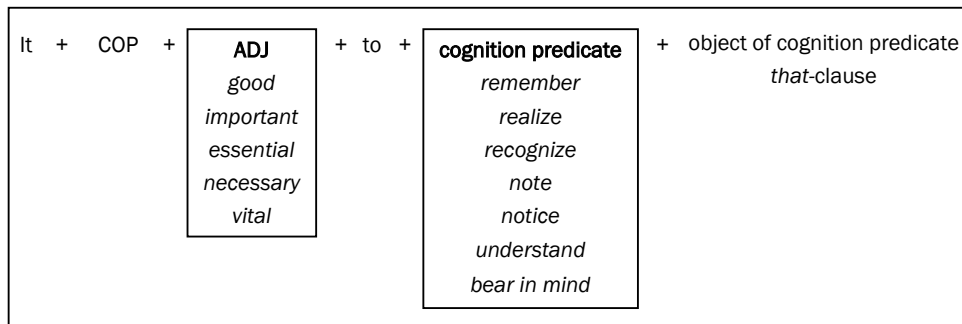 It + COP + ADJ + to + cognition predicate + object of cognition predicate
good remember that-clause
important realize
essential recognize
necessary note
vital notice
understand
bear in mind